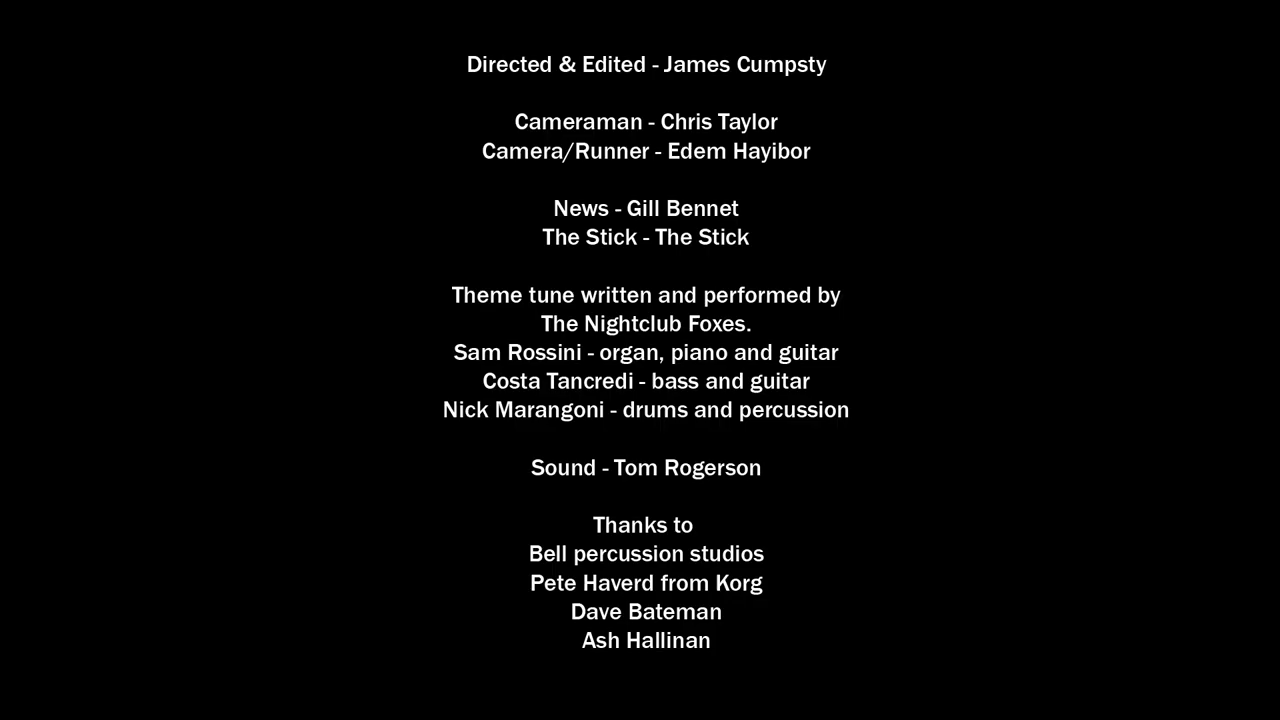 Directed & Edited - James Cumpsty
Cameraman - Chris Taylor
Camera/Runner - Edem Hayibor
News - Gill Bennet
The Stick - The Stick
Theme tune written and performed by
The Nightclub Foxes.
Sam Rossini - organ, piano and guitar
Costa Tancredi - bass and guitar
Nick Marangoni - drums and percussion
Sound - Tom Rogerson
Thanks to
Bell percussion studios
Pete Haverd from Korg
Dave Bateman
Ash Hallinan